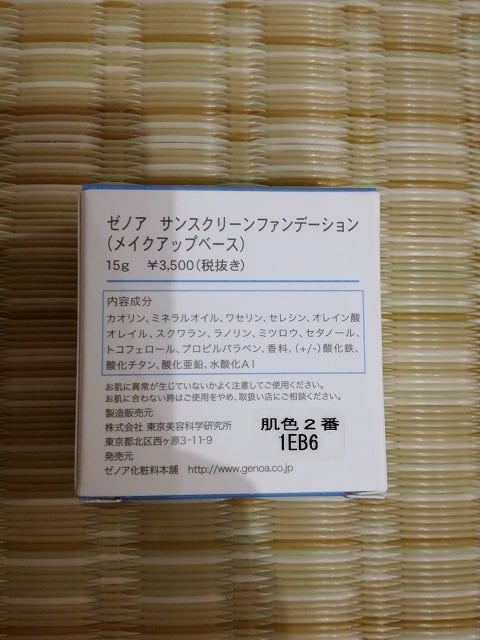 ゼノア サンスクリーンファンデーション
(メイクアップベース)
15g ¥3,500(税抜き)
内容成分
カオリン、ミネラルオイル、ワセリン、セレシン、オレイン酸
オレイル、スクワラン、ラノリン、ミツロウ、セタノール、
トコフェロール、プロピルパラベン、香料、(+/-)酸化鉄、
酸化チタン、酸化亜鉛、水酸化Al
お肌に異常が生じていないかよく注意してご使用ください。
お肌に合わない時はご使用をやめ、取扱い店にご相談ください。
製造販売元
株式会社 東京美容科学研究所
東京都北区西ヶ原3-11-9
発売元
ゼノア化粧料本舗 http://www.genoa.co.jp
肌色2番
1EB6